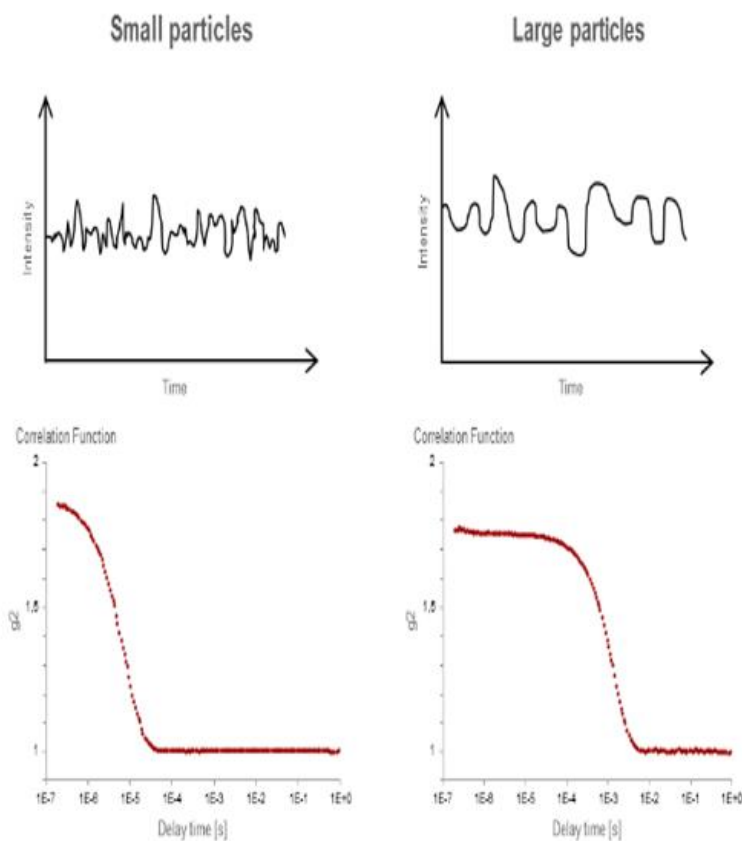 Small particles
Large particles
Intensity
Time
Intensity
Time
Correlation Function
2
1.5
1
g2
1E-7 1E-6 1E-5 1E-4 1E-3 1E-2 1E-1 1E+0
Delay time [s]
Correlation Function
2
1.5
1
g2
1E-7 1E-6 1E-5 1E-4 1E-3 1E-2 1E-1 1E+0
Delay time [s]